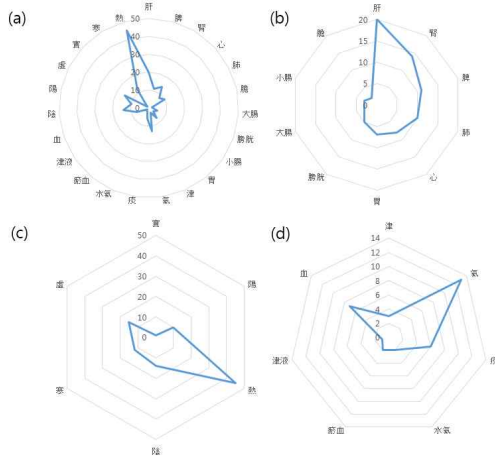 (a)
肝
脾
腎
心
肺
膽
大腸
膀胱
小腸
胃
津
氣
痰
水氣
瘀血
津液
血
陰
陽
虛
實
寒
熱
50
40
30
20
10
0
(b)
肝
腎
脾
肺
心
胃
膀胱
大腸
小腸
膽
20
15
10
5
0
(c)
實
陽
熱
陰
寒
虛
50
40
30
20
10
0
(d)
津
氣
痰
水氣
瘀血
津液
血
14
12
10
8
6
4
2
0